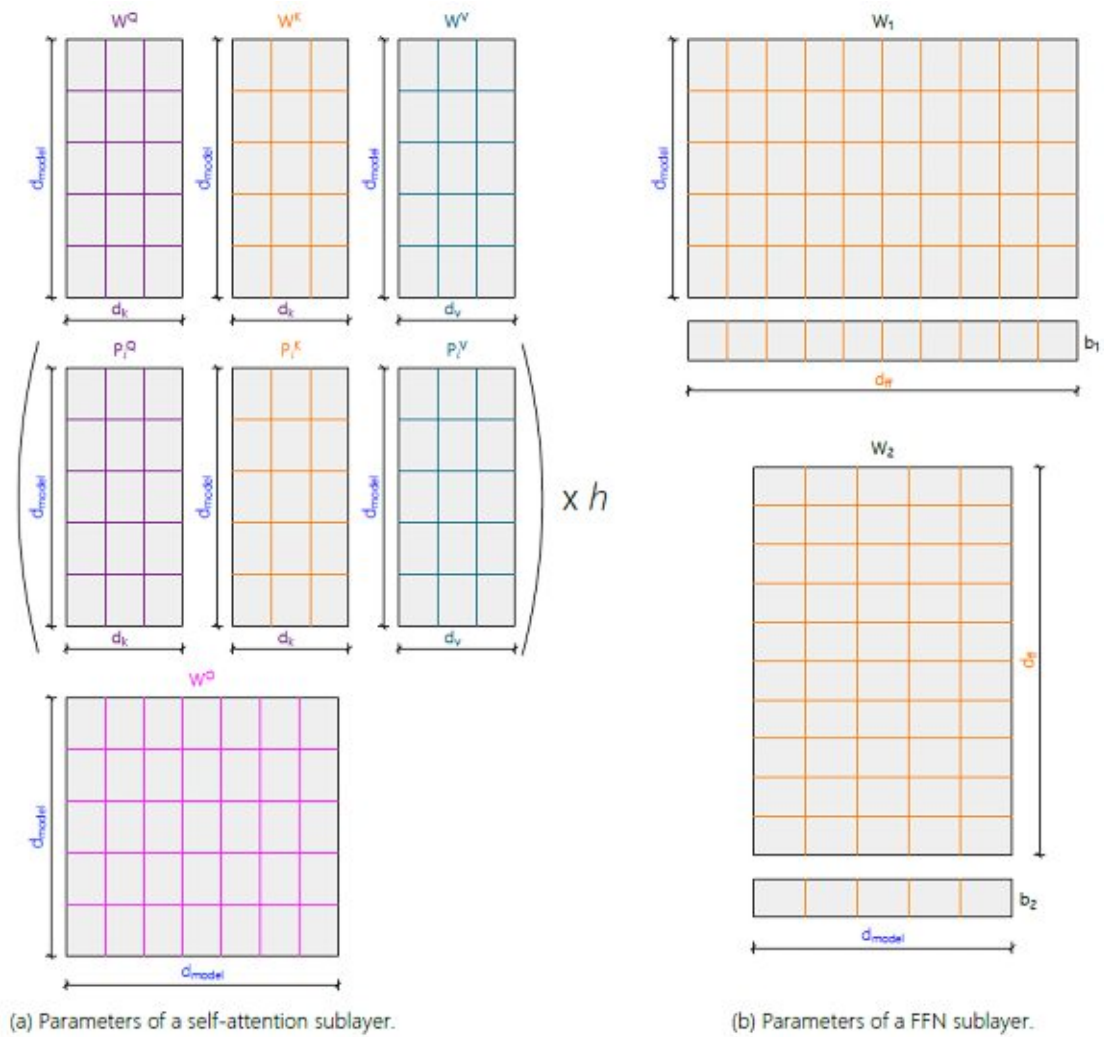 W^Q W^K W^V
d_model d_model d_model
d_k d_k d_v
P_i^Q P_i^K P_i^V
d_model d_model d_model
x h
d_k d_k d_v
W^O
d_model
d_model
(a) Parameters of a self-attention sublayer.
W_1
d_model
b_1
d_ff
W_2
d_ff
b_2
d_model
(b) Parameters of a FFN sublayer.